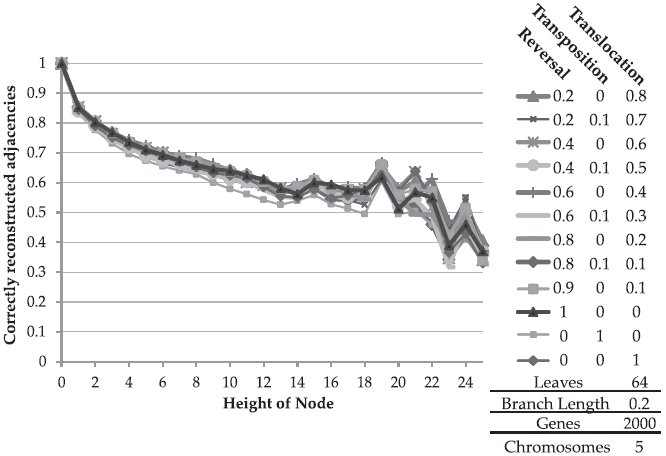 Transposition Translocation
Reversal
0.2 0 0.8
0.2 0.1 0.7
0.4 0 0.6
0.4 0.1 0.5
0.6 0 0.4
0.6 0.1 0.3
0.8 0 0.2
0.8 0.1 0.1
0.9 0 0.1
1 0 0
0 1 0
0 0 1
Leaves 64
Branch Length 0.2
Genes 2000
Chromosomes 5
Correctly reconstructed adjacencies
1
0.9
0.8
0.7
0.6
0.5
0.4
0.3
0.2
0.1
0
0 2 4 6 8 10 12 14 16 18 20 22 24
Height of Node